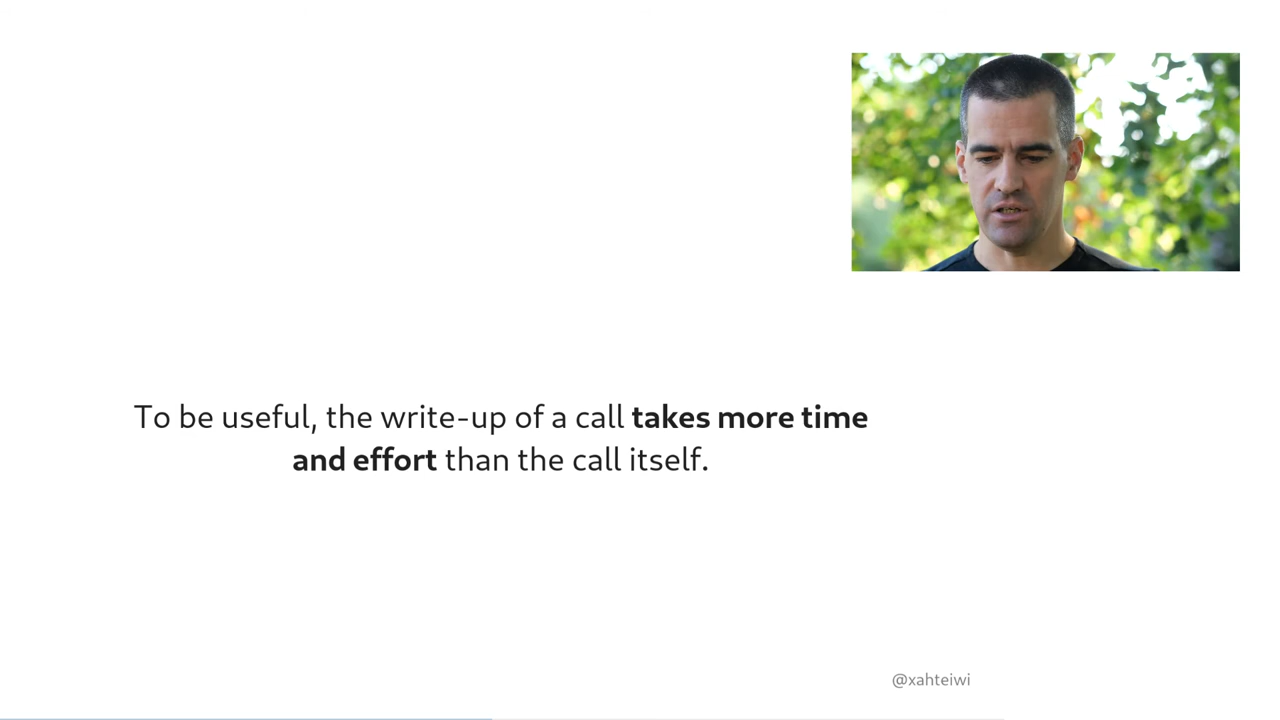 To be useful, the write-up of a call takes more time
and effort than the call itself.
@xahteiwi